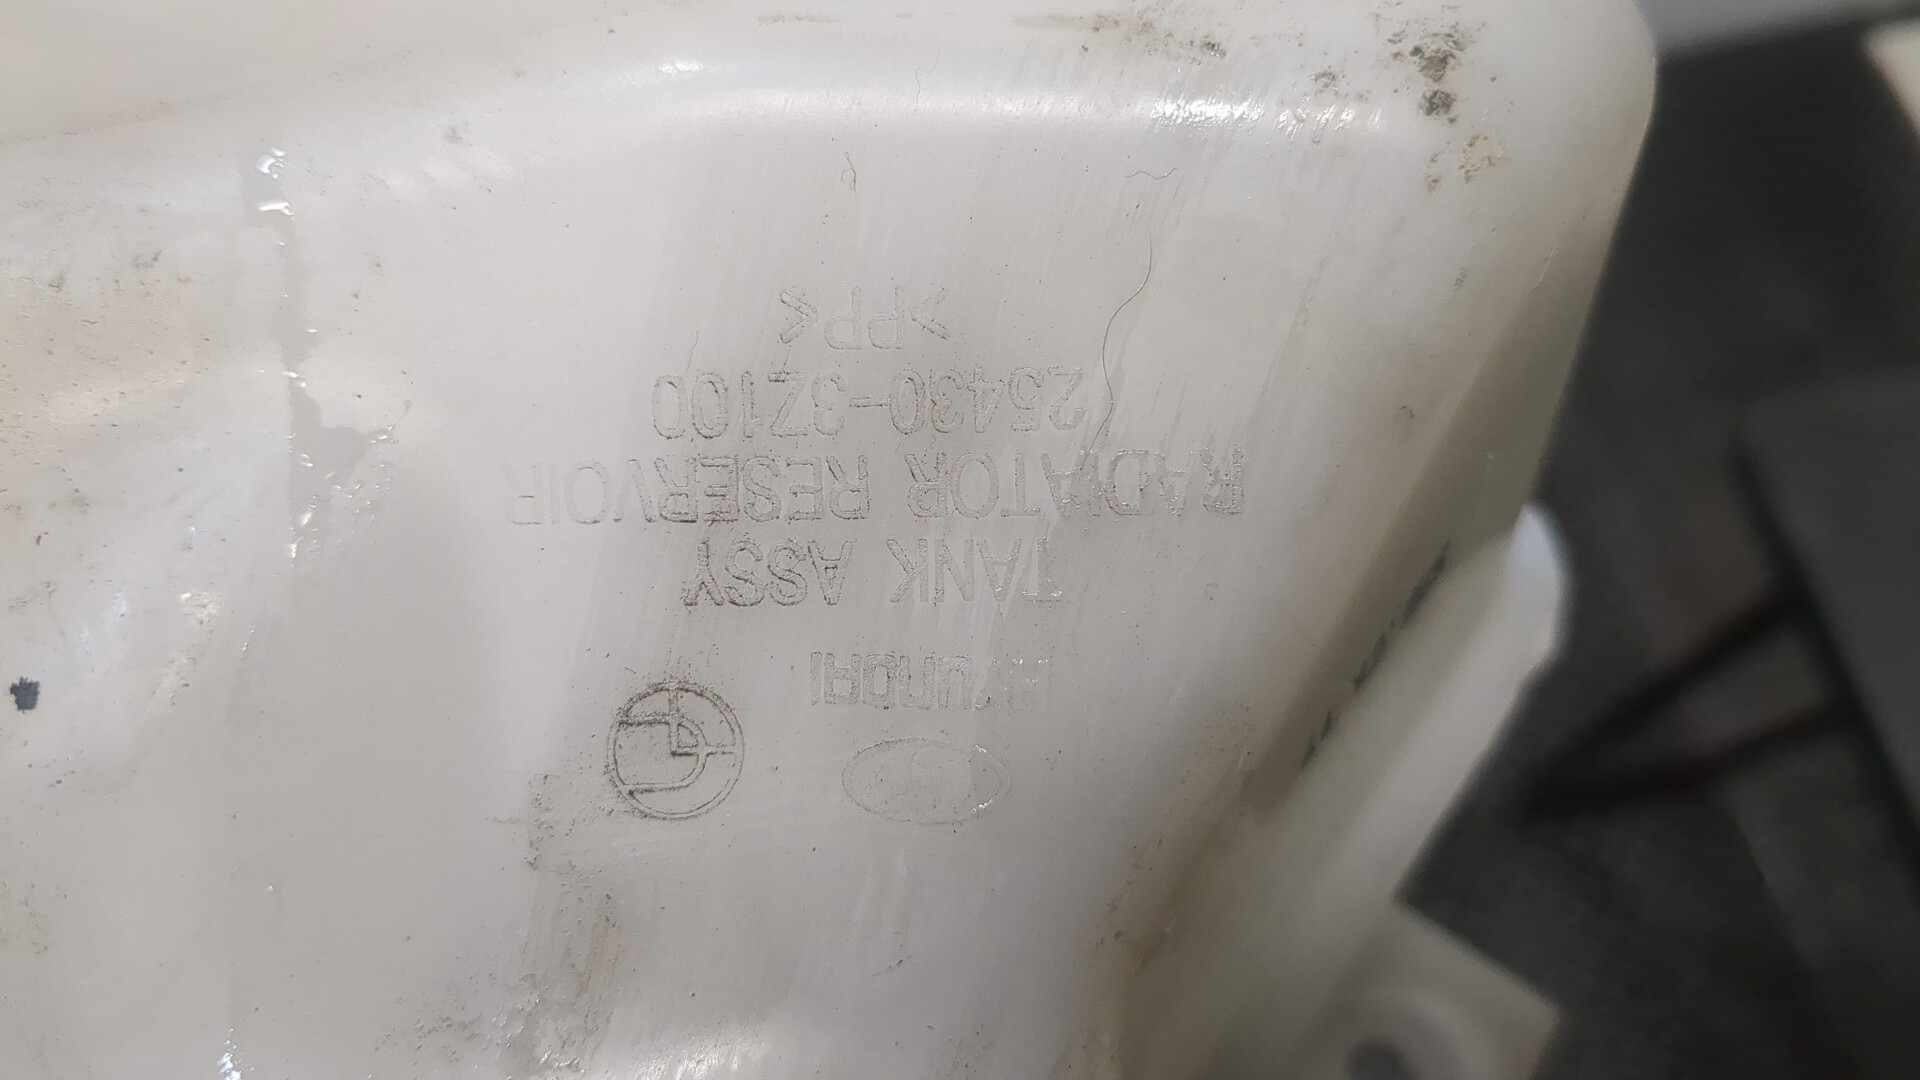 HYUNDAI
TANK ASSY
RADIATOR RESERVOIR
25430-3Z100
>PP<